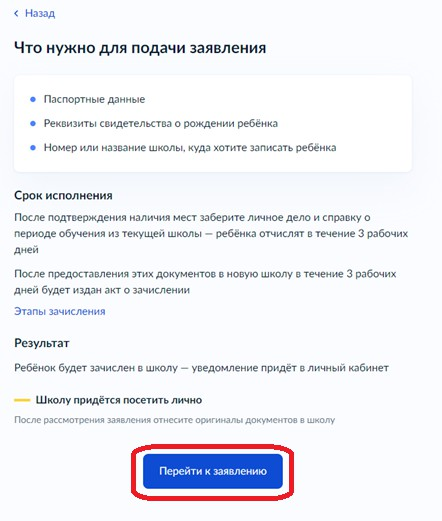 Назад
Что нужно для подачи заявления
Паспортные данные
Реквизиты свидетельства о рождении ребёнка
Номер или название школы, куда хотите записать ребёнка
Срок исполнения
После подтверждения наличия мест заберите личное дело и справку о
периоде обучения из текущей школы — ребёнка отчислят в течение 3 рабочих
дней
После предоставления этих документов в новую школу в течение 3 рабочих
дней будет издан акт о зачислении
Этапы зачисления
Результат
Ребёнок будет зачислен в школу — уведомление придёт в личный кабинет
Школу придётся посетить лично
После рассмотрения заявления отнесите оригиналы документов в школу
Перейти к заявлению